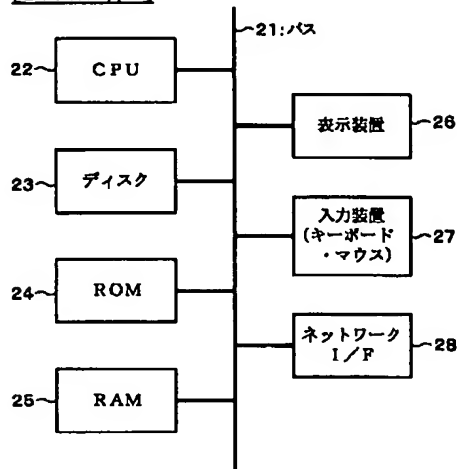 21:バス
22
CPU
表示装置
26
23
ディスク
入力装置
(キーボード
・マウス)
27
24
ROM
ネットワーク
I/F
28
25
RAM